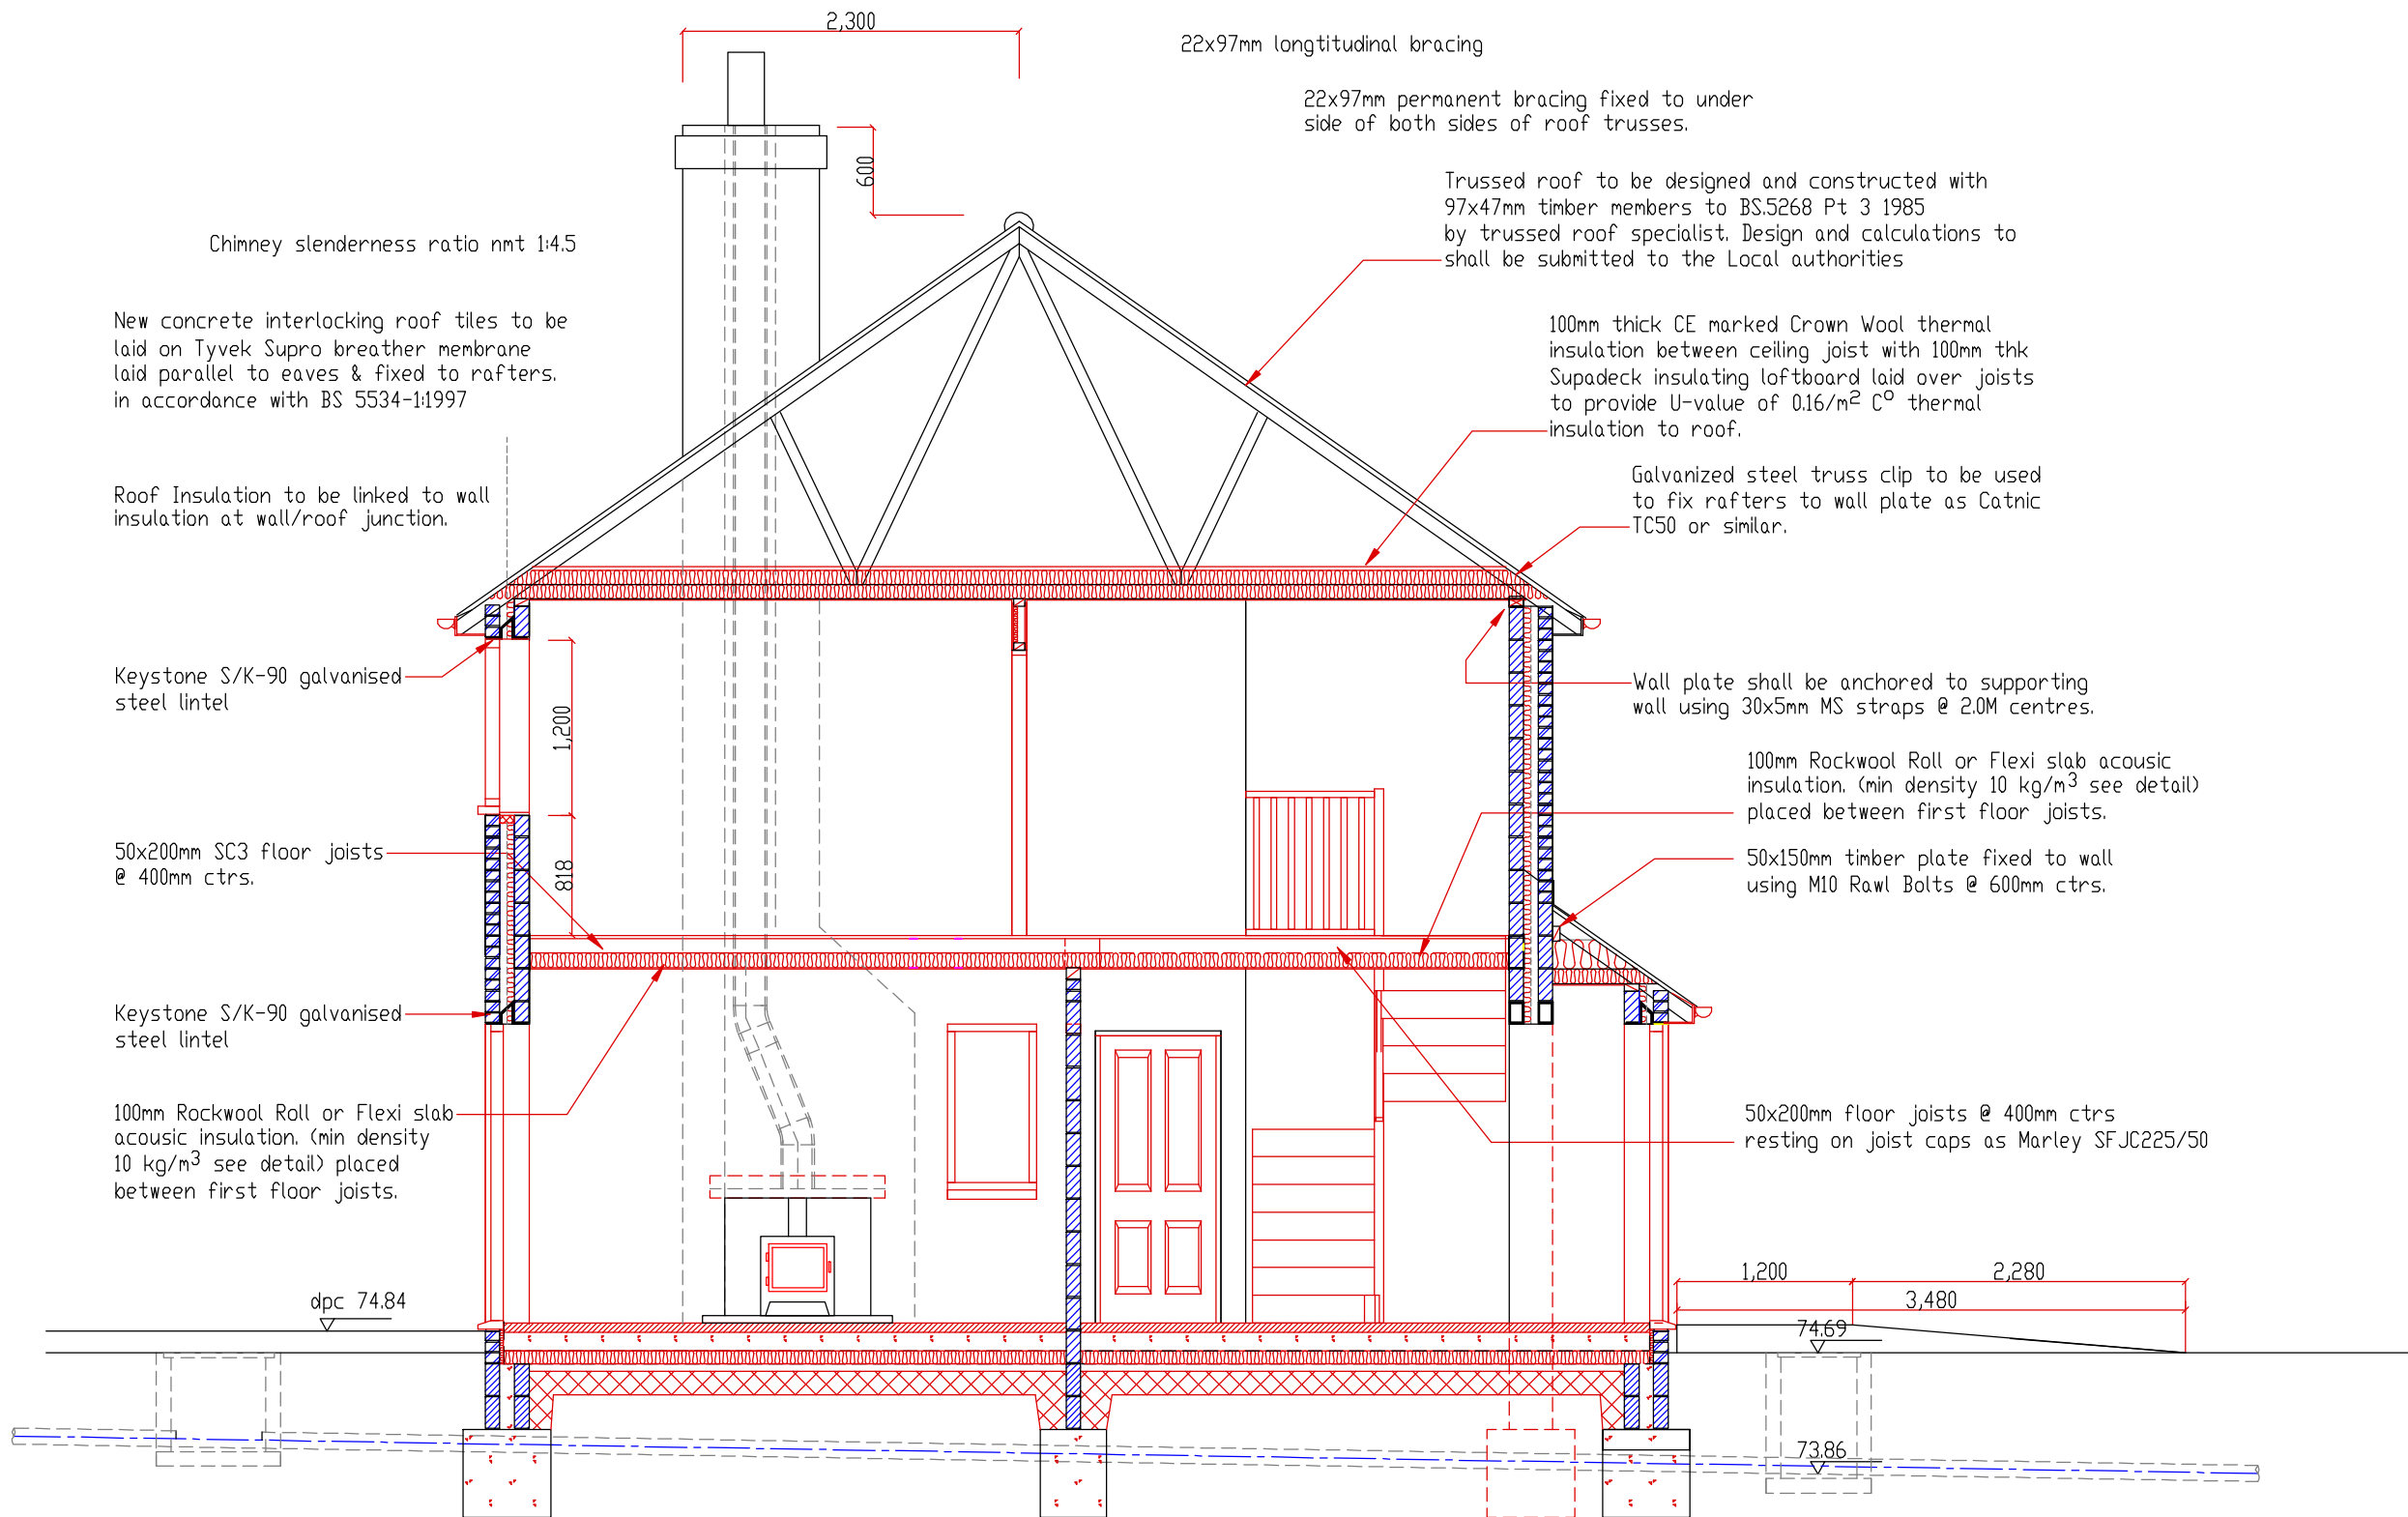 2,300
22x97mm longtitudinal bracing
22x97mm permanent bracing fixed to under
side of both sides of roof trusses.
600
Trussed roof to be designed and constructed with
97x47mm timber members to BS.5268 Pt 3 1985
by trussed roof specialist. Design and calculations to
shall be submitted to the Local authorities
Chimney slenderness ratio nmt 1:4.5
New concrete interlocking roof tiles to be
laid on Tyvek Supro breather membrane
laid parallel to eaves & fixed to rafters.
in accordance with BS 5534-1:1997
100mm thick CE marked Crown Wool thermal
insulation between ceiling joist with 100mm thk
Supadeck insulating loftboard laid over joists
to provide U-value of 0.16/m² C° thermal
insulation to roof.
Roof Insulation to be linked to wall
insulation at wall/roof junction.
Galvanized steel truss clip to be used
to fix rafters to wall plate as Catnic
TC50 or similar.
Keystone S/K-90 galvanised
steel lintel
1,200
Wall plate shall be anchored to supporting
wall using 30x5mm MS straps @ 2.0M centres.
100mm Rockwool Roll or Flexi slab acousic
insulation. (min density 10 kg/m³ see detail)
placed between first floor joists.
50x200mm SC3 floor joists
@ 400mm ctrs.
818
50x150mm timber plate fixed to wall
using M10 Rawl Bolts @ 600mm ctrs.
Keystone S/K-90 galvanised
steel lintel
100mm Rockwool Roll or Flexi slab
acousic insulation. (min density
10 kg/m³ see detail) placed
between first floor joists.
50x200mm floor joists @ 400mm ctrs
resting on joist caps as Marley SFJC225/50
1,200
2,280
3,480
dpc 74.84
74.69
73.86